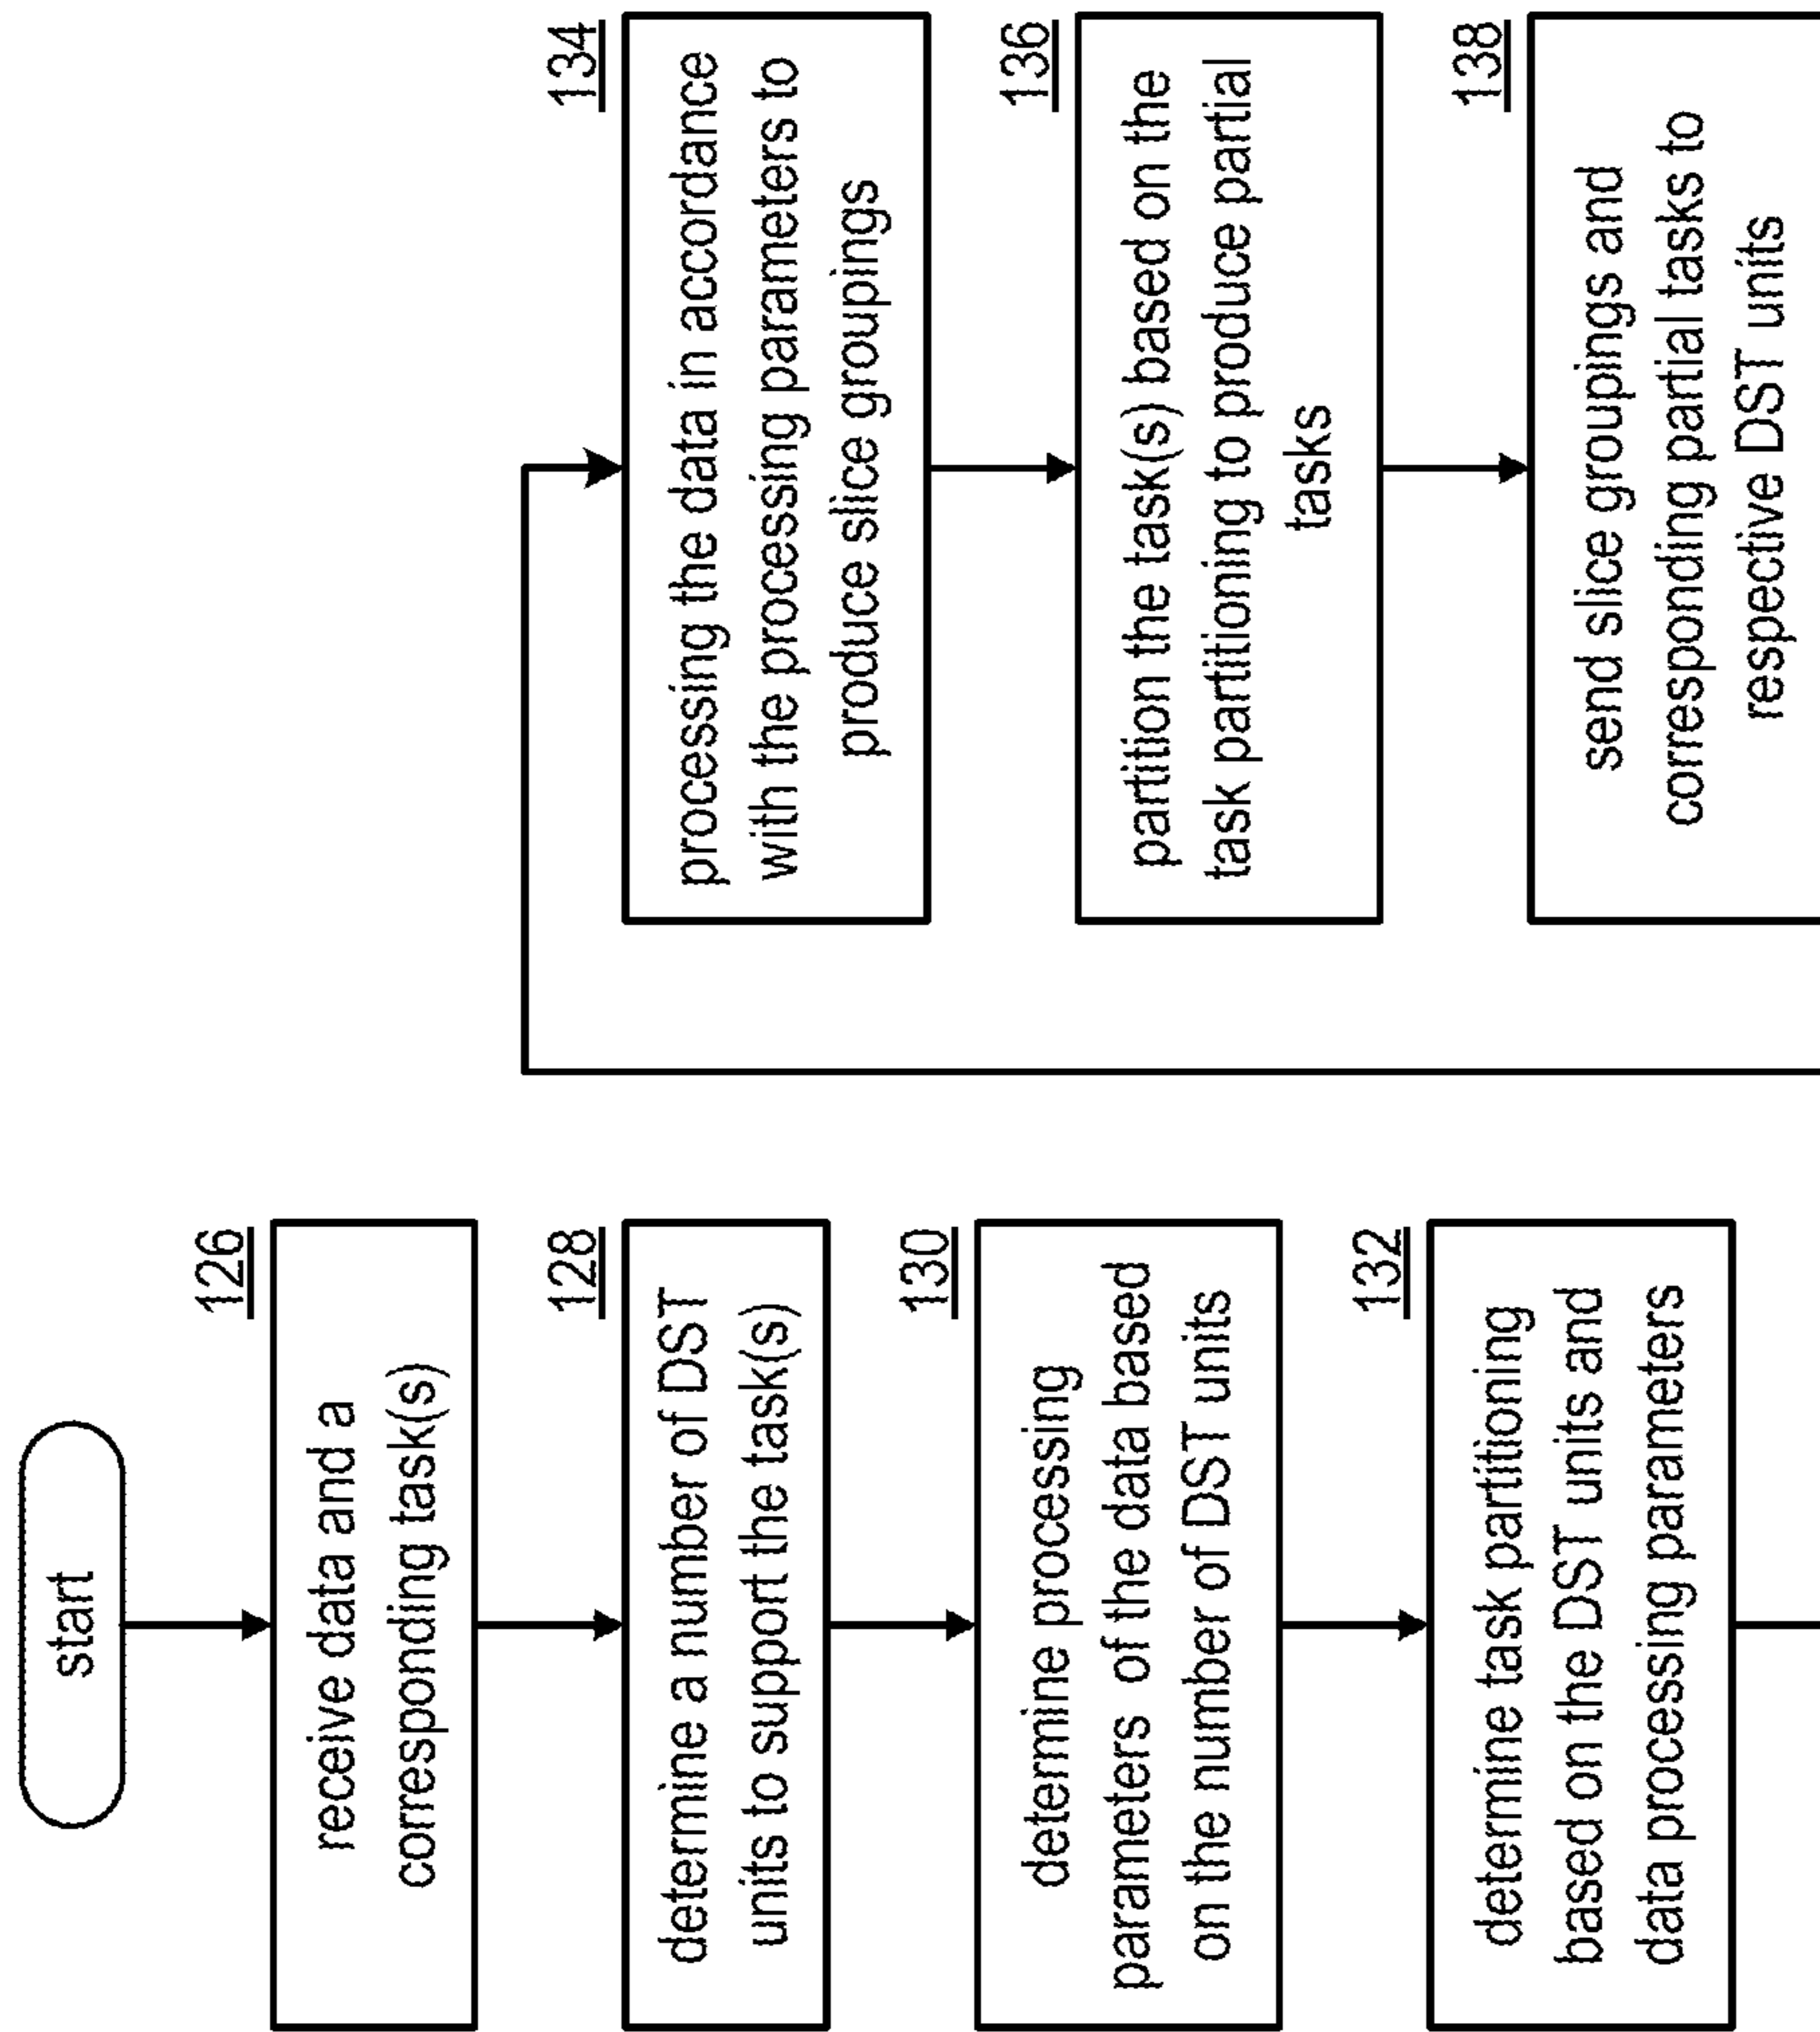 start
126
receive data and a
corresponding task(s)
128
determine a number of DST
units to support the task(s)
130
determine processing
parameters of the data based
on the number of DST units
132
determine task partitioning
based on the DST units and
data processing parameters
134
processing the data in accordance
with the processing parameters to
produce slice groupings
136
partition the task(s) based on the
task partitioning to produce partial
tasks
138
send slice groupings and
corresponding partial tasks to
respective DST units